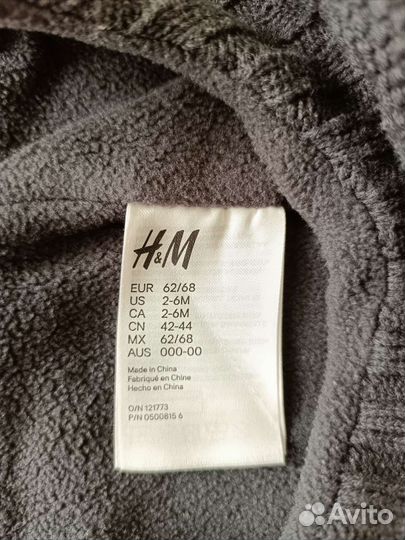 H&M
EUR 62/68
US 2-6M
CA 2-6M
CN 42-44
MX 62/68
AUS 000-00
Made in China
Fabriqué en Chine
Hecho en China
O/N 121773
P/N 0500815 6
Avito